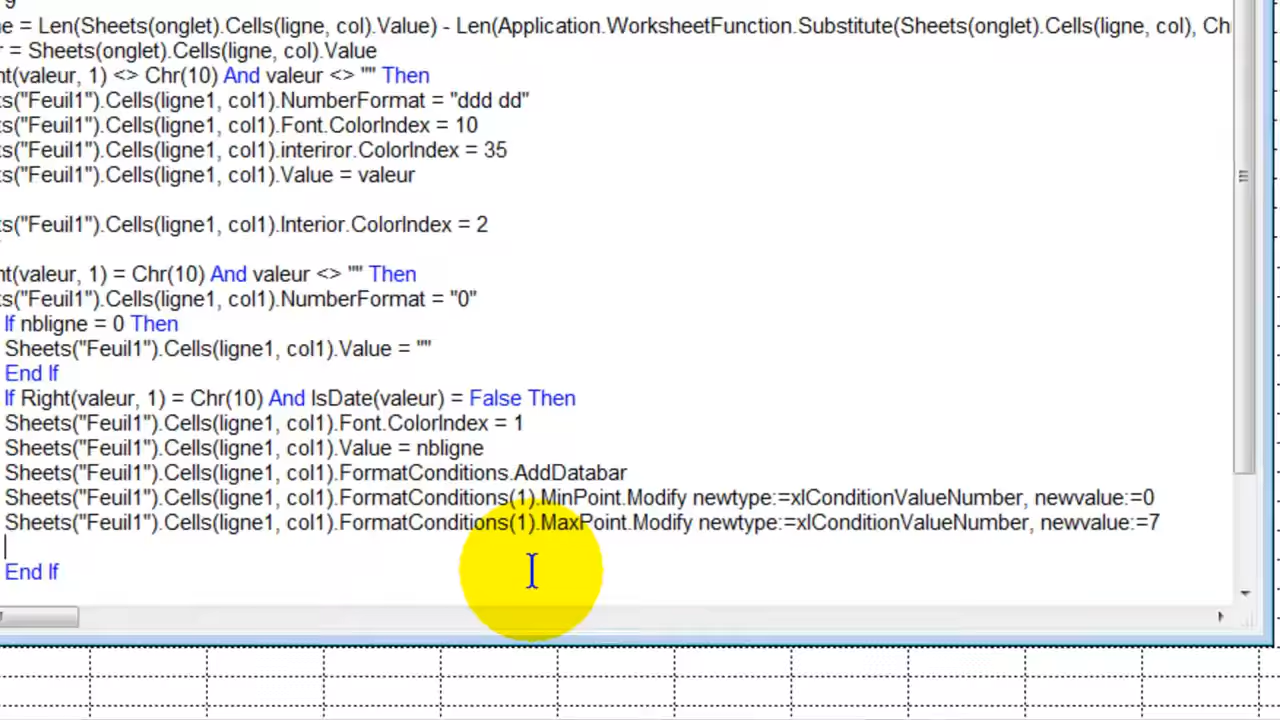 9
ne = Len(Sheets(onglet).Cells(ligne, col).Value) - Len(Application.WorksheetFunction.Substitute(Sheets(onglet).Cells(ligne, col), Ch
r = Sheets(onglet).Cells(ligne, col).Value
ht(valeur, 1) <> Chr(10) And valeur <> "" Then
ts("Feuil1").Cells(ligne1, col1).NumberFormat = "ddd dd"
ts("Feuil1").Cells(ligne1, col1).Font.ColorIndex = 10
ts("Feuil1").Cells(ligne1, col1).interiror.ColorIndex = 35
ts("Feuil1").Cells(ligne1, col1).Value = valeur
ts("Feuil1").Cells(ligne1, col1).Interior.ColorIndex = 2
ht(valeur, 1) = Chr(10) And valeur <> "" Then
ts("Feuil1").Cells(ligne1, col1).NumberFormat = "0"
If nbligne = 0 Then
Sheets("Feuil1").Cells(ligne1, col1).Value = ""
End If
If Right(valeur, 1) = Chr(10) And IsDate(valeur) = False Then
Sheets("Feuil1").Cells(ligne1, col1).Font.ColorIndex = 1
Sheets("Feuil1").Cells(ligne1, col1).Value = nbligne
Sheets("Feuil1").Cells(ligne1, col1).FormatConditions.AddDatabar
Sheets("Feuil1").Cells(ligne1, col1).FormatConditions(1).MinPoint.Modify newtype:=xlConditionValueNumber, newvalue:=0
Sheets("Feuil1").Cells(ligne1, col1).FormatConditions(1).MaxPoint.Modify newtype:=xlConditionValueNumber, newvalue:=7
End If